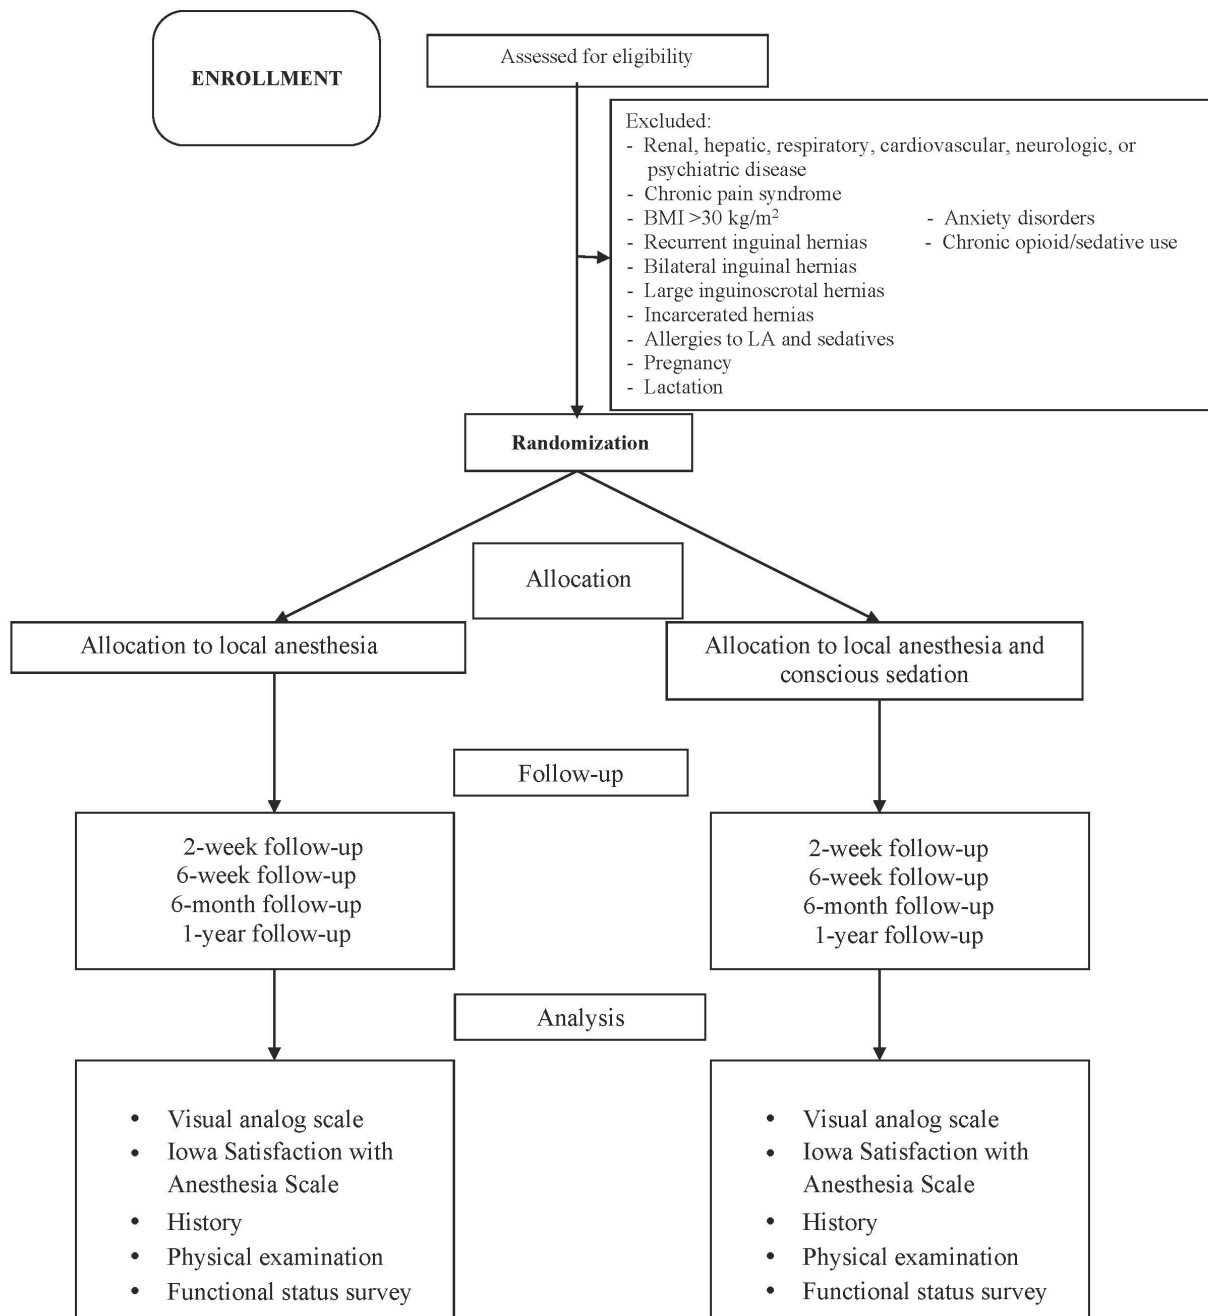 ENROLLMENT
Assessed for eligibility
Excluded:
- Renal, hepatic, respiratory, cardiovascular, neurologic, or
psychiatric disease
- Chronic pain syndrome
- BMI >30 kg/m²
- Anxiety disorders
- Recurrent inguinal hernias
- Chronic opioid/sedative use
- Bilateral inguinal hernias
- Large inguinoscrotal hernias
- Incarcerated hernias
- Allergies to LA and sedatives
- Pregnancy
- Lactation
Randomization
Allocation
Allocation to local anesthesia
Allocation to local anesthesia and
conscious sedation
Follow-up
2-week follow-up
6-week follow-up
6-month follow-up
1-year follow-up
2-week follow-up
6-week follow-up
6-month follow-up
1-year follow-up
Analysis
• Visual analog scale
• Iowa Satisfaction with
Anesthesia Scale
• History
• Physical examination
• Functional status survey
• Visual analog scale
• Iowa Satisfaction with
Anesthesia Scale
• History
• Physical examination
• Functional status survey